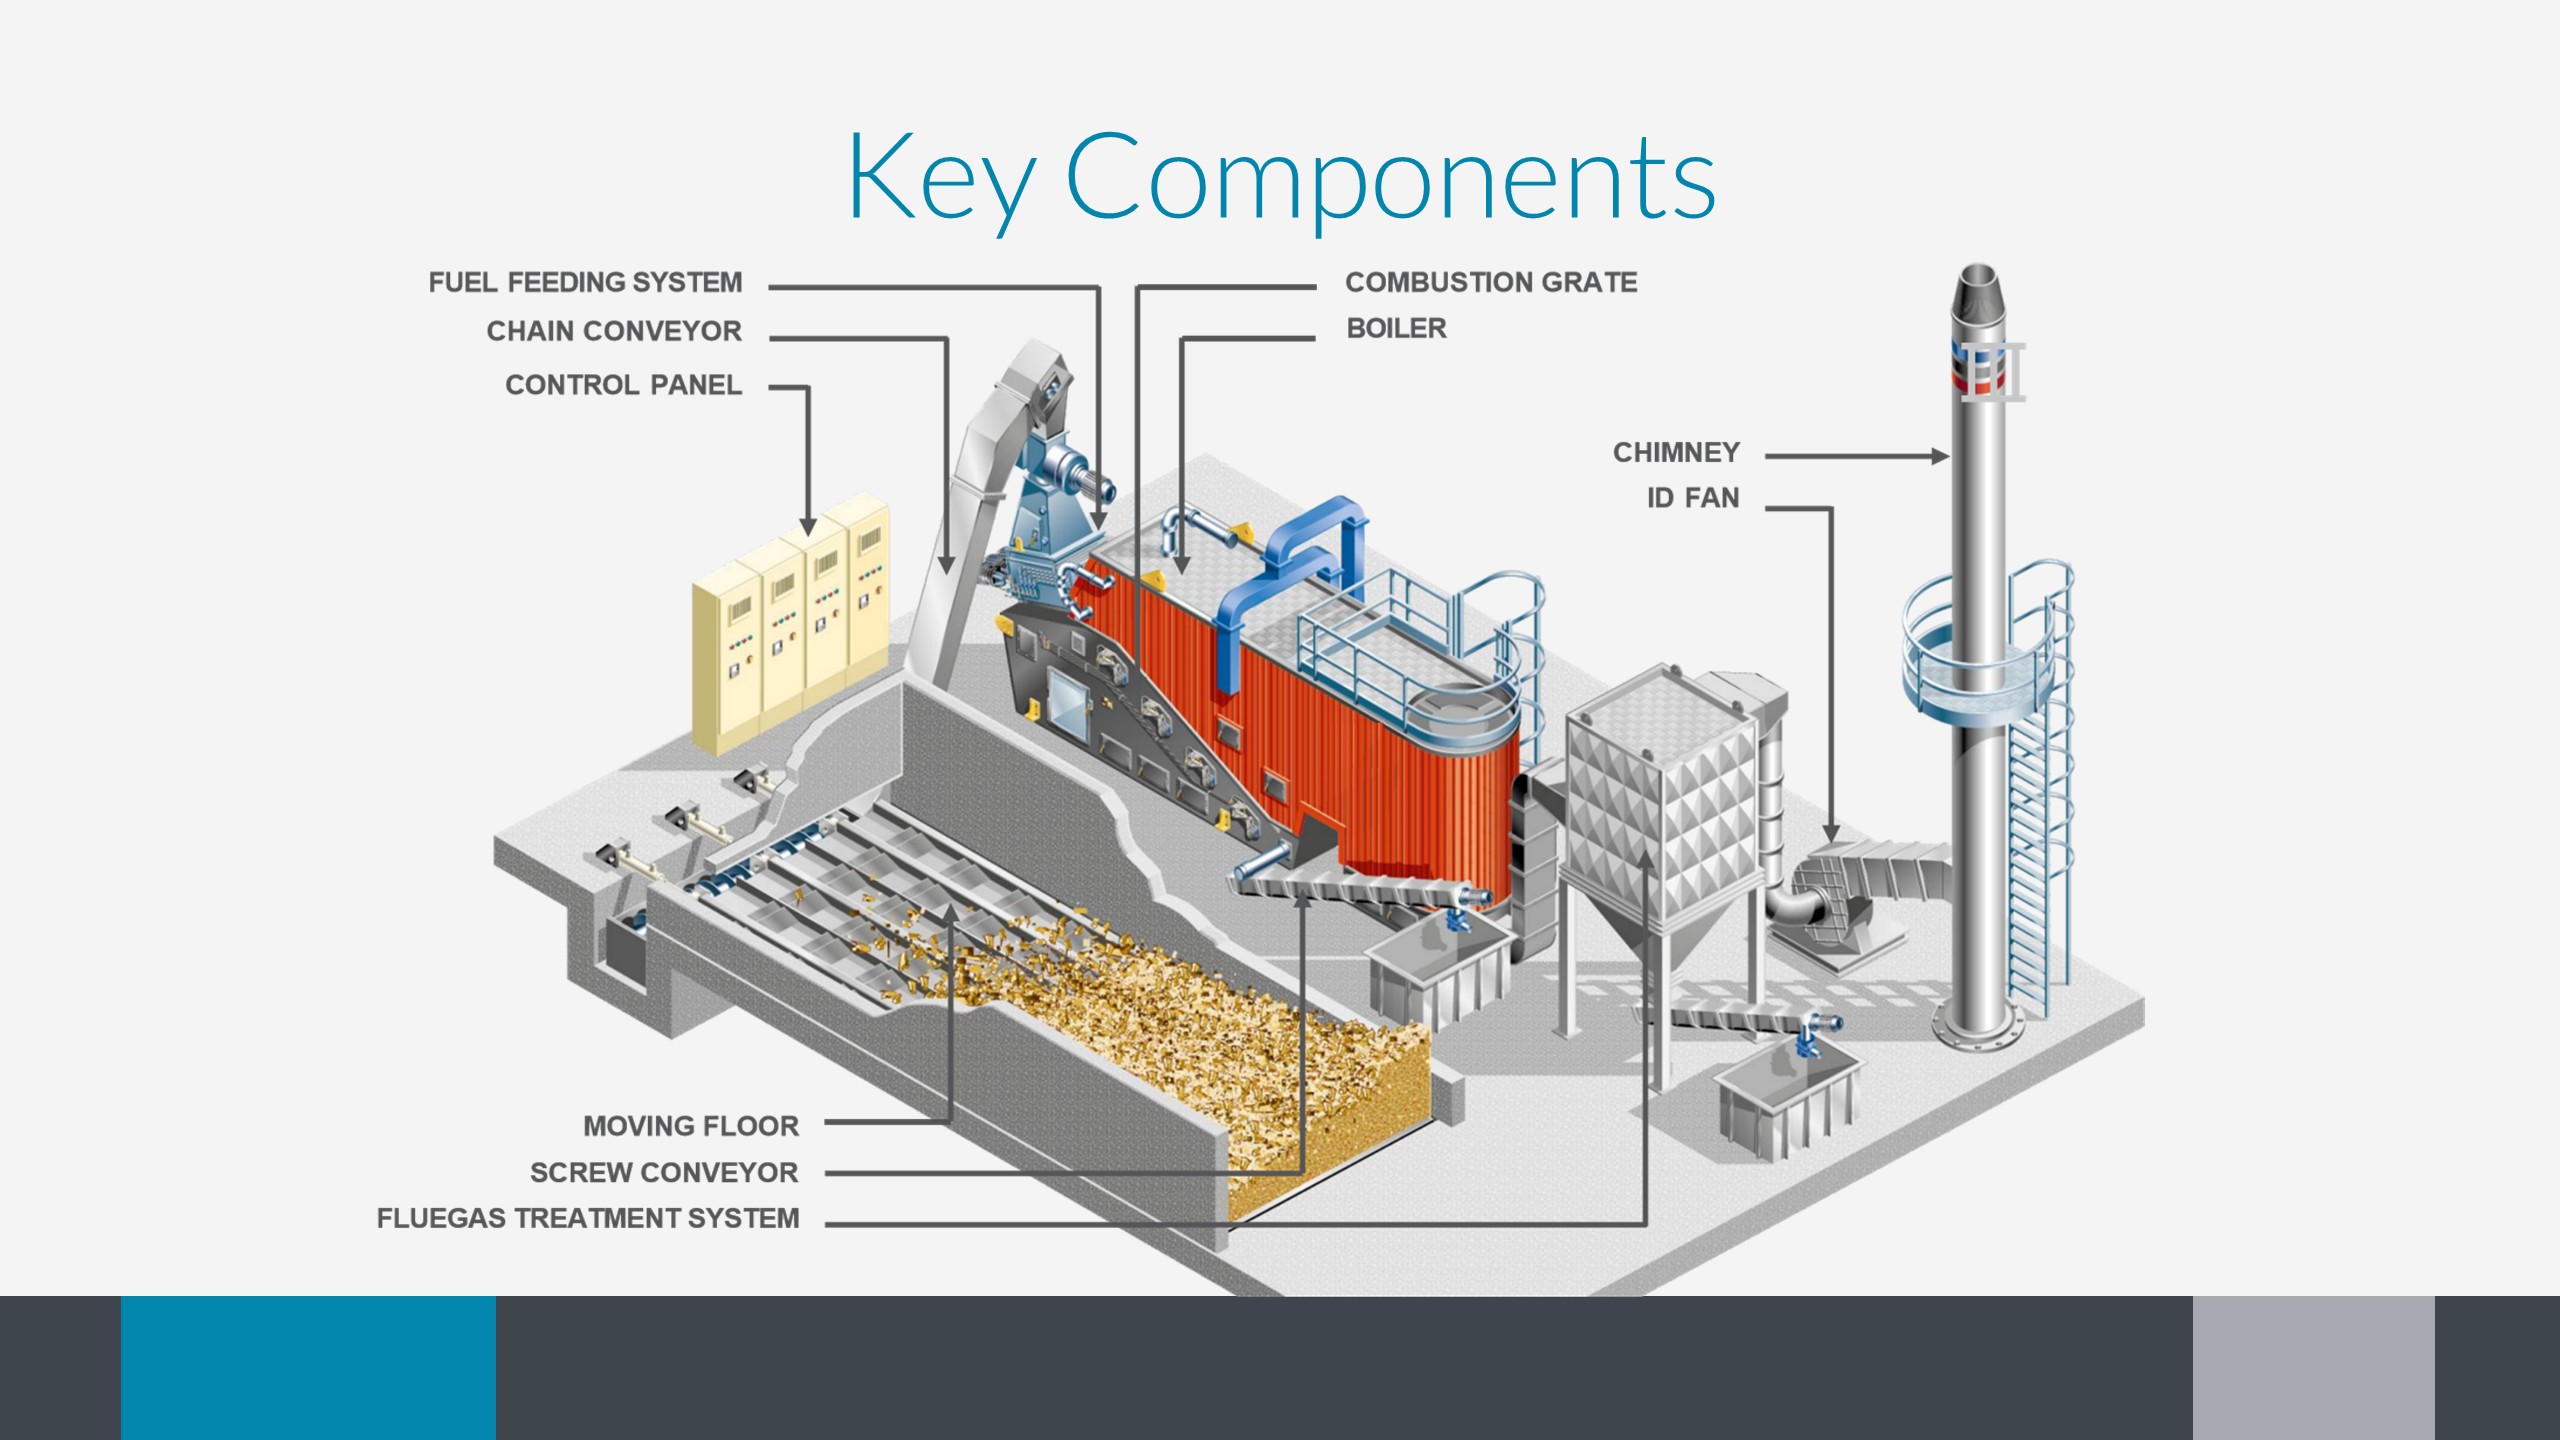 Key Components
FUEL FEEDING SYSTEM
CHAIN CONVEYOR
CONTROL PANEL
COMBUSTION GRATE
BOILER
CHIMNEY
ID FAN
MOVING FLOOR
SCREW CONVEYOR
FLUEGAS TREATMENT SYSTEM